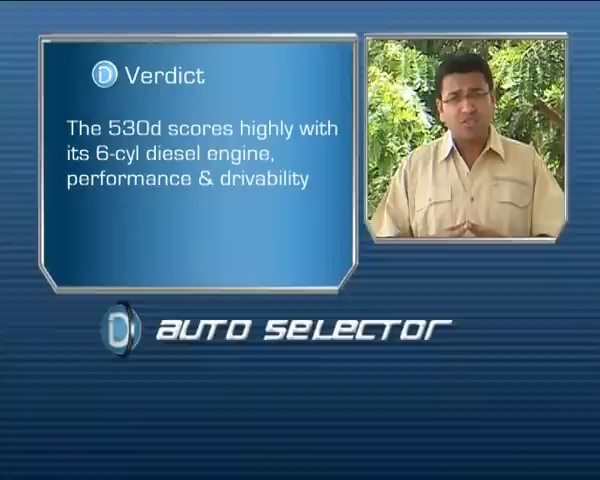 D Verdict
The 530d scores highly with
its 6-cyl diesel engine,
performance & drivability
D AUTO SELECTOR